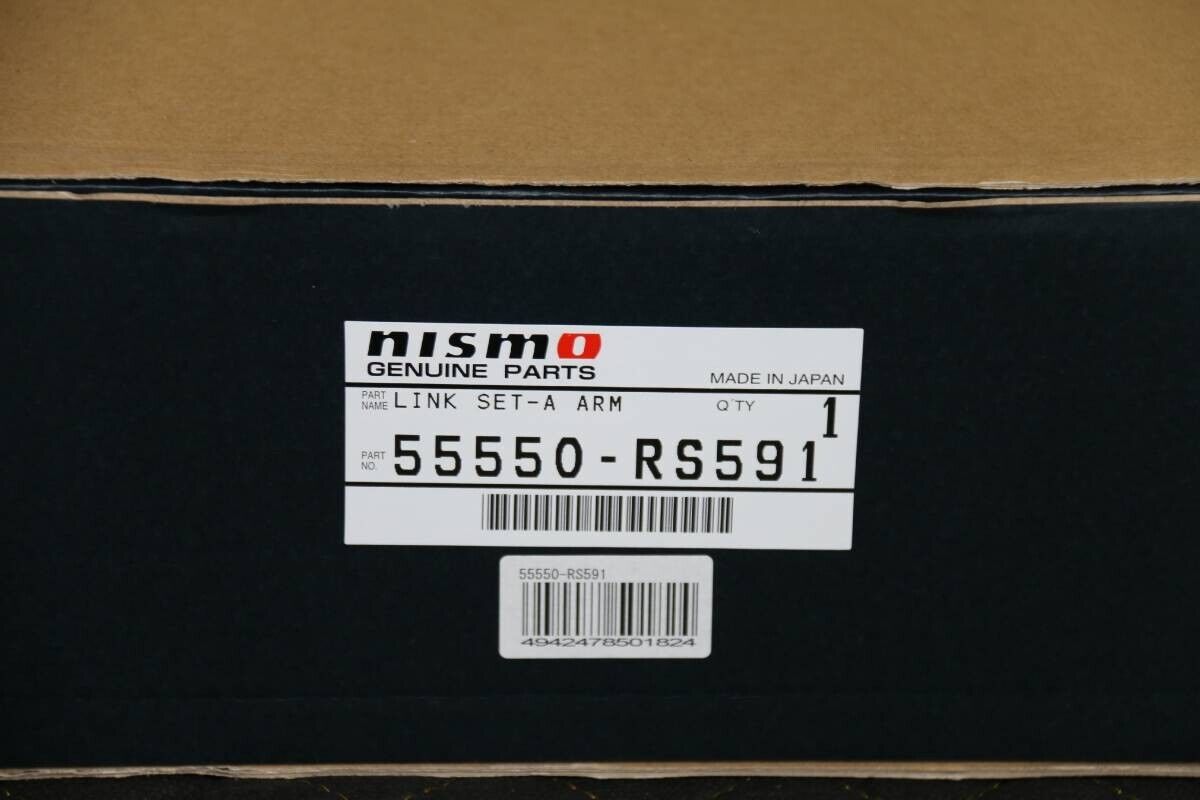 nismo
GENUINE PARTS
MADE IN JAPAN
PART NAME LINK SET-A ARM Q'TY 1
PART NO. 55550-RS591
55550-RS591
4942478501824